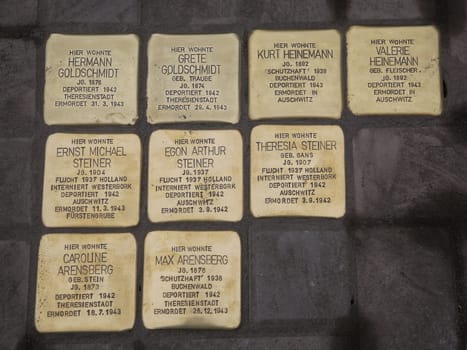 HIER WOHNTE
HERMANN
GOLDSCHMIDT
JG. 1876
DEPORTIERT 1942
THERESIENSTADT
ERMORDET 31.3.1943
HIER WOHNTE
GRETE
GOLDSCHMIDT
GEB. TRAUBE
JG. 1874
DEPORTIERT 1942
THERESIENSTADT
ERMORDET 29.4.1943
HIER WOHNTE
KURT HEINEMANN
JG. 1892
"SCHUTZHAFT" 1938
BUCHENWALD
DEPORTIERT 1943
ERMORDET IN
AUSCHWITZ
HIER WOHNTE
VALERIE
HEINEMANN
GEB. FLEISCHER
JG. 1892
DEPORTIERT 1943
ERMORDET IN
AUSCHWITZ
HIER WOHNTE
ERNST MICHAEL
STEINER
JG. 1904
FLUCHT 1937 HOLLAND
INTERNIERT WESTERBORK
DEPORTIERT 1942
AUSCHWITZ
ERMORDET 11.3.1943
FÜRSTENGRUBE
HIER WOHNTE
EGON ARTHUR
STEINER
JG. 1937
FLUCHT 1937 HOLLAND
INTERNIERT WESTERBORK
DEPORTIERT 1942
AUSCHWITZ
ERMORDET 3.9.1942
HIER WOHNTE
THERESIA STEINER
GEB. GANS
JG. 1907
FLUCHT 1937 HOLLAND
INTERNIERT WESTERBORK
DEPORTIERT 1942
AUSCHWITZ
ERMORDET 3.9.1942
HIER WOHNTE
CAROLINE
ARENSBERG
GEB. STEIN
JG. 1873
DEPORTIERT 1942
THERESIENSTADT
ERMORDET 18.7.1943
HIER WOHNTE
MAX ARENSBERG
JG. 1876
"SCHUTZHAFT" 1938
BUCHENWALD
DEPORTIERT 1942
THERESIENSTADT
ERMORDET 26.12.1943